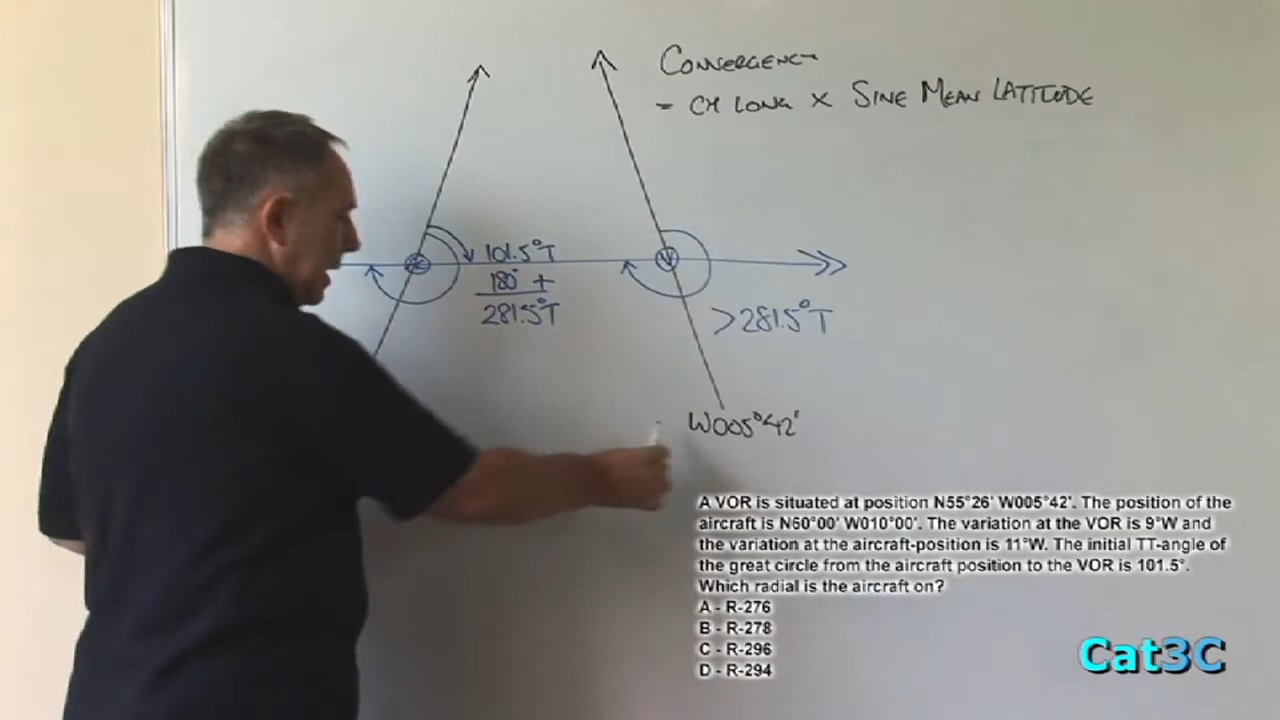 CONVERGENCY
= CH LONG × SINE MEAN LATITUDE
101.5°T
180° +
281.5°T
V
>281.5°T
W005°42'
A VOR is situated at position N55°26' W005°42'. The position of the
aircraft is N60°00' W010°00'. The variation at the VOR is 9°W and
the variation at the aircraft-position is 11°W. The initial TT-angle of
the great circle from the aircraft position to the VOR is 101.5°.
Which radial is the aircraft on?
A - R-276
B - R-278
C - R-296
D - R-294
Cat3C